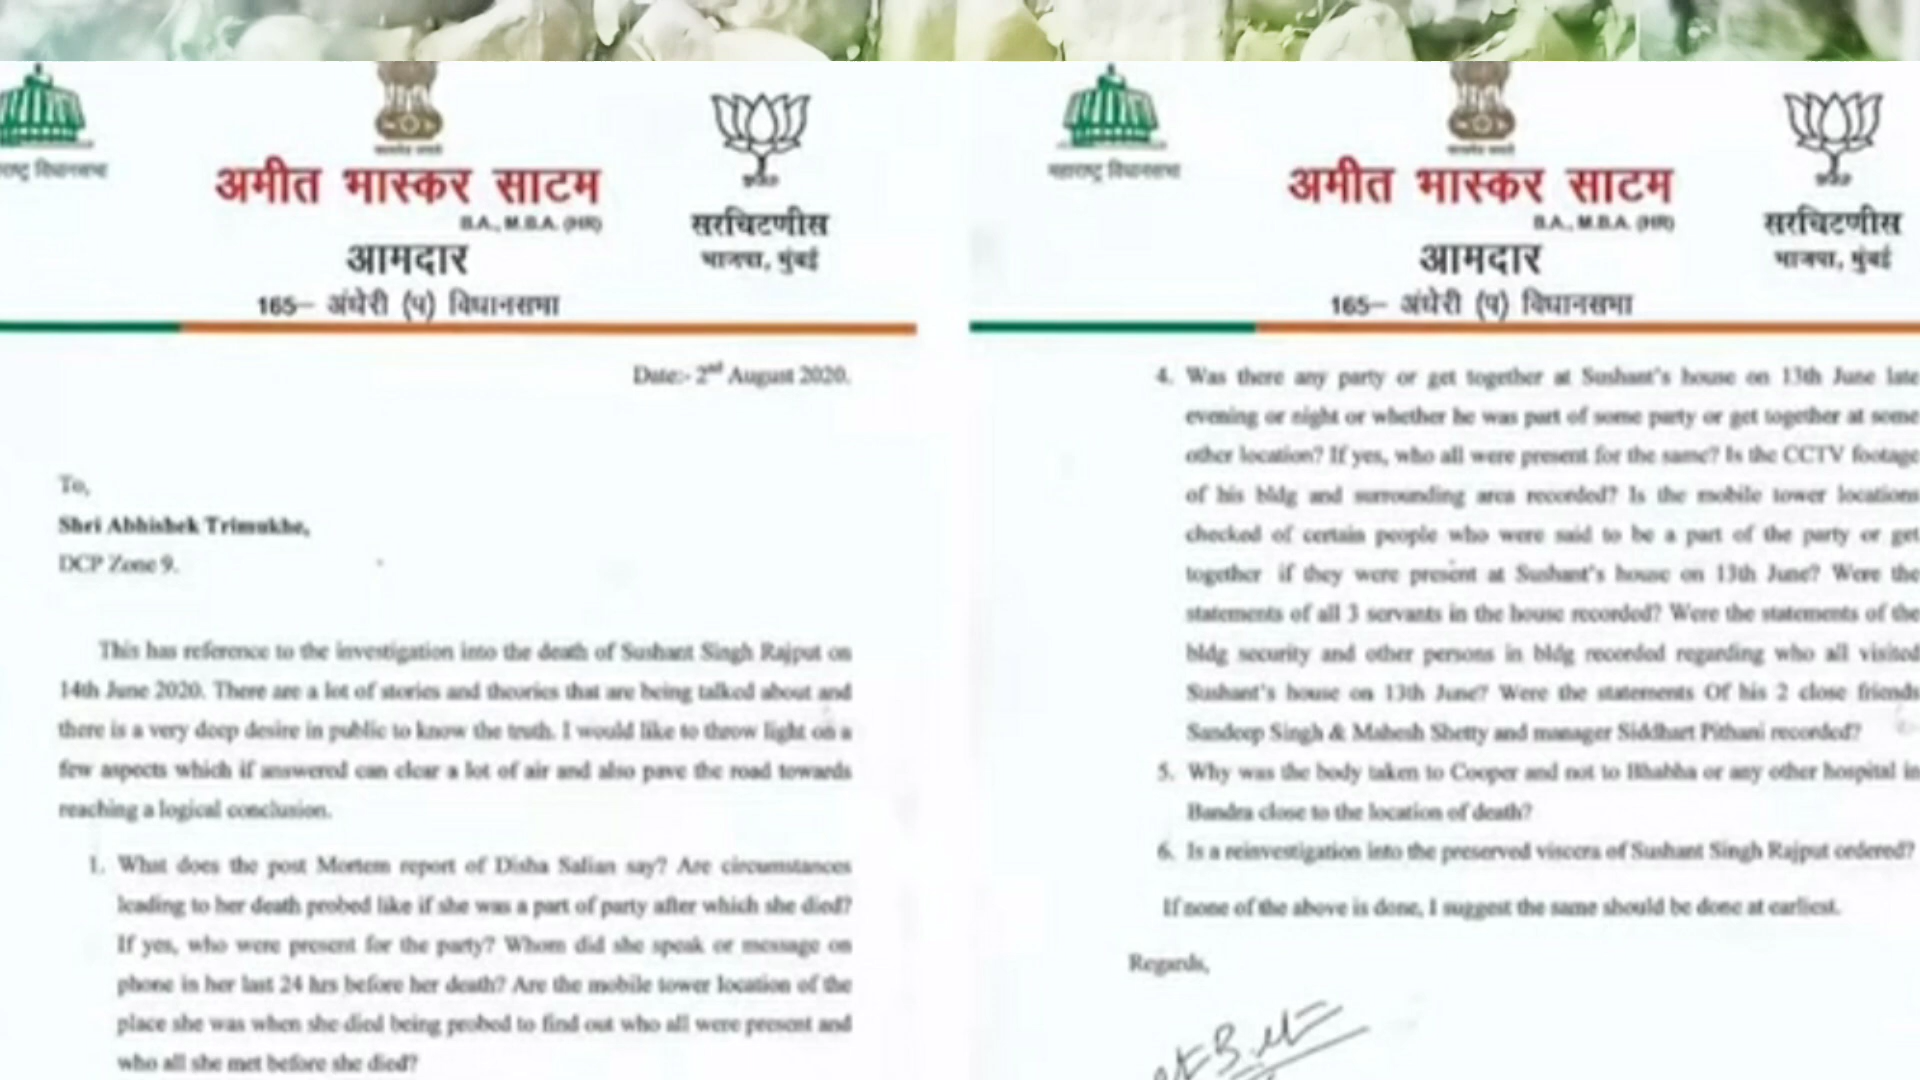 राष्ट्र विधानसभा
अमीत भास्कर साटम
B.A., M.B.A. (HR)
आमदार
165– अंधेरी (प) विधानसभा
सरचिटणीस
भाजपा, मुंबई
Date:- 2nd August 2020.
To,
Shri Abhishek Trimukhe,
DCP Zone 9.
This has reference to the investigation into the death of Sushant Singh Rajput on
14th June 2020. There are a lot of stories and theories that are being talked about and
there is a very deep desire in public to know the truth. I would like to throw light on a
few aspects which if answered can clear a lot of air and also pave the road towards
reaching a logical conclusion.
1. What does the post Mortem report of Disha Salian say? Are circumstances
leading to her death probed like if she was a part of party after which she died?
If yes, who were present for the party? Whom did she speak or message on
phone in her last 24 hrs before her death? Are the mobile tower location of the
place she was when she died being probed to find out who all were present and
who all she met before she died?
महाराष्ट्र विधानसभा
अमीत भास्कर साटम
B.A., M.B.A. (HR)
आमदार
165– अंधेरी (प) विधानसभा
सरचिटणीस
भाजपा, मुंबई
4. Was there any party or get together at Sushant's house on 13th June late
evening or night or whether he was part of some party or get together at some
other location? If yes, who all were present for the same? Is the CCTV footage
of his bldg and surrounding area recorded? Is the mobile tower locations
checked of certain people who were said to be a part of the party or get
together if they were present at Sushant's house on 13th June? Were the
statements of all 3 servants in the house recorded? Were the statements of the
bldg security and other persons in bldg recorded regarding who all visited
Sushant's house on 13th June? Were the statements Of his 2 close friends
Sandeep Singh & Mahesh Shetty and manager Siddhart Pithani recorded?
5. Why was the body taken to Cooper and not to Bhabha or any other hospital in
Bandra close to the location of death?
6. Is a reinvestigation into the preserved viscera of Sushant Singh Rajput ordered?
If none of the above is done, I suggest the same should be done at earliest.
Regards,